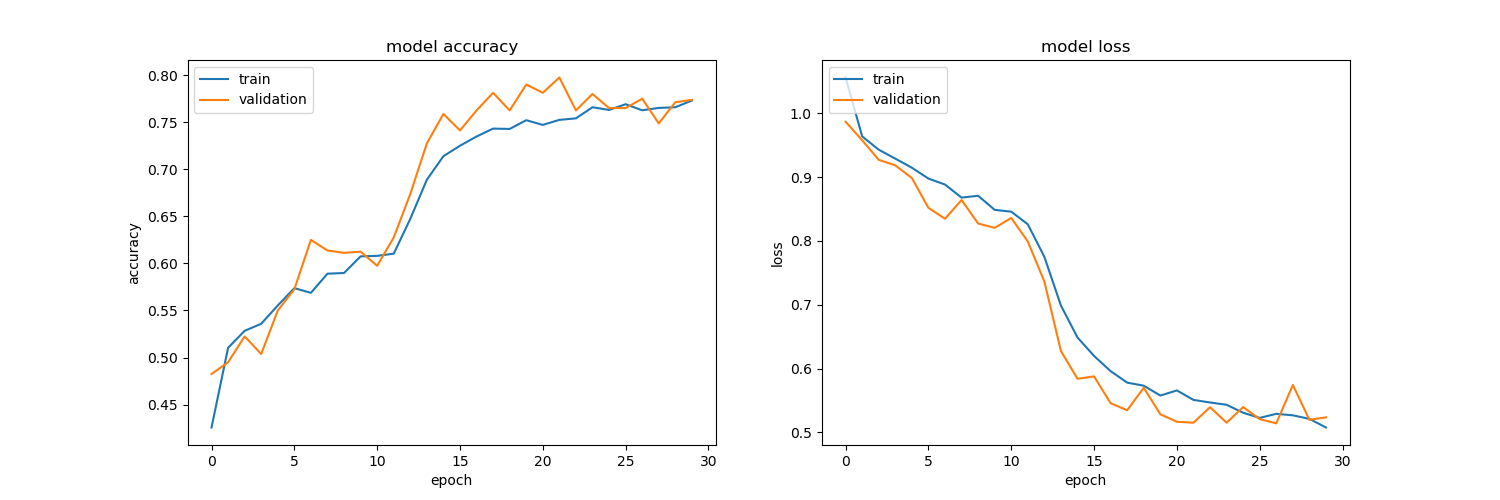 model accuracy
train
validation
0.80
0.75
0.70
0.65
0.60
0.55
0.50
0.45
accuracy
0 5 10 15 20 25 30
epoch
model loss
train
validation
1.0
0.9
0.8
0.7
0.6
0.5
loss
0 5 10 15 20 25 30
epoch